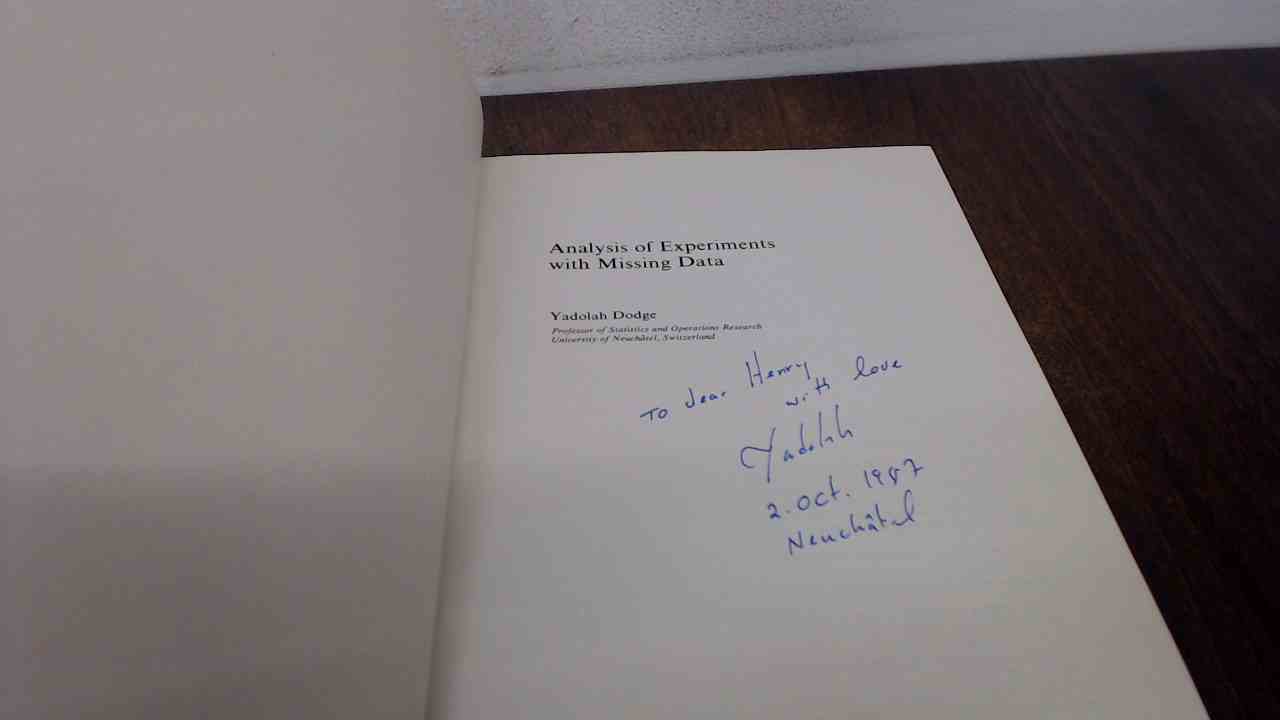 Analysis of Experiments
with Missing Data
Yadolah Dodge
Professor of Statistics and Operations Research
University of Neuchâtel, Switzerland
To dear Henry
with love
Yadolah
2. Oct. 1987
Neuchâtel